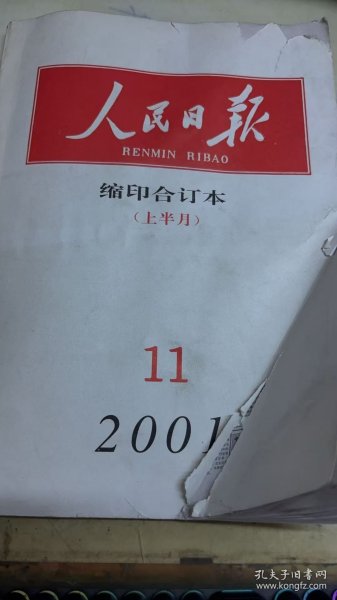 人民日报
RENMIN RIBAO
缩印合订本
(上半月)
11
2001
孔夫子旧书网
www.kongfz.com